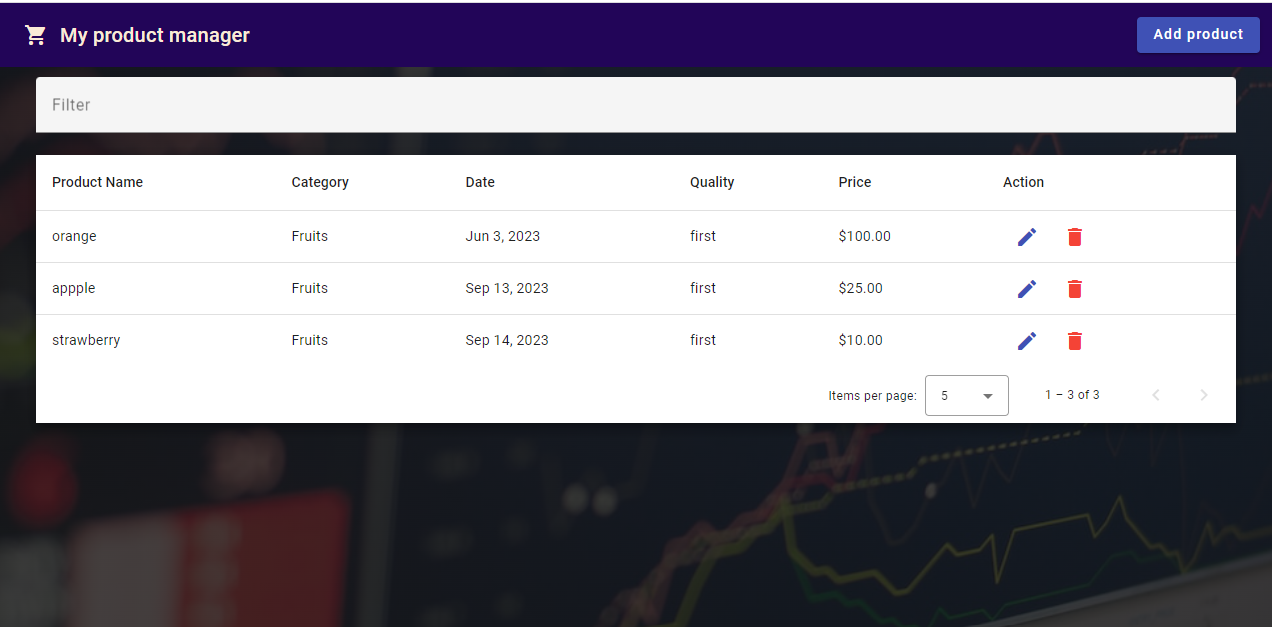 My product manager
Add product
Filter
Product Name Category Date Quality Price Action
orange Fruits Jun 3, 2023 first $100.00
appple Fruits Sep 13, 2023 first $25.00
strawberry Fruits Sep 14, 2023 first $10.00
Items per page: 5 1 – 3 of 3